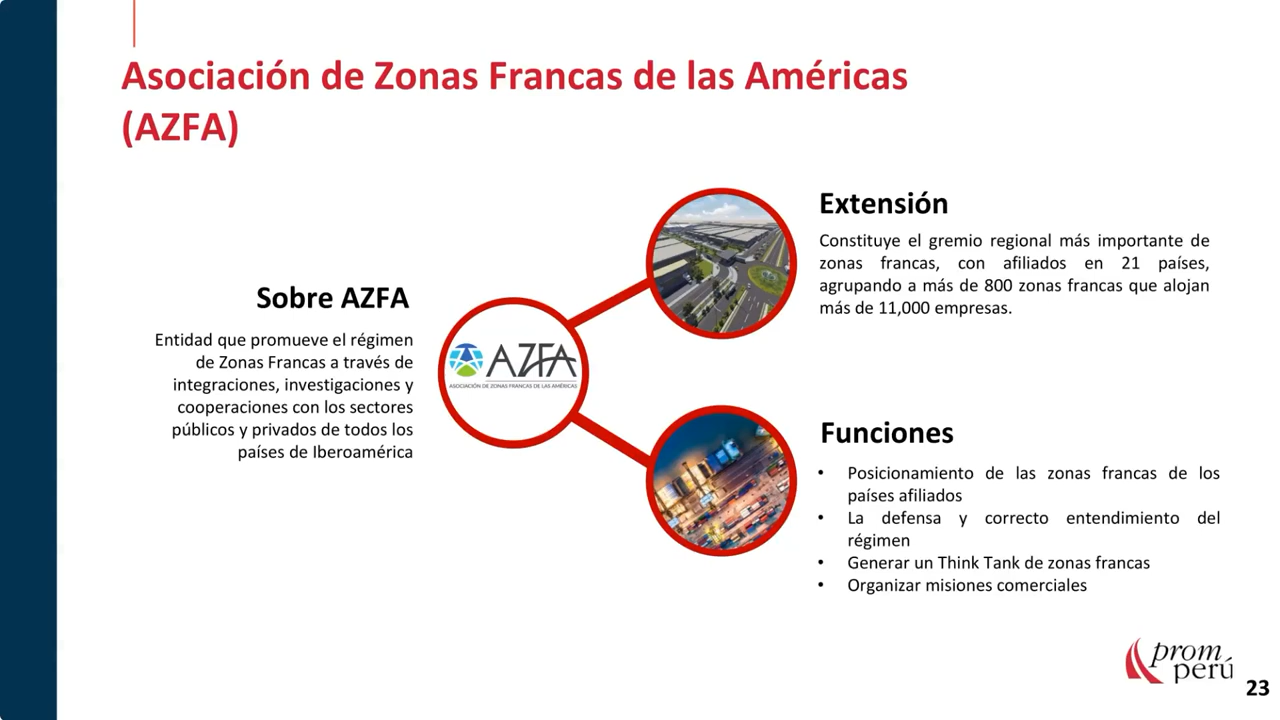 Asociación de Zonas Francas de las Américas
(AZFA)
Sobre AZFA
Entidad que promueve el régimen
de Zonas Francas a través de
integraciones, investigaciones y
cooperaciones con los sectores
públicos y privados de todos los
países de Iberoamérica
AZFA
ASOCIACIÓN DE ZONAS FRANCAS DE LAS AMÉRICAS
Extensión
Constituye el gremio regional más importante de
zonas francas, con afiliados en 21 países,
agrupando a más de 800 zonas francas que alojan
más de 11,000 empresas.
Funciones
• Posicionamiento de las zonas francas de los
países afiliados
• La defensa y correcto entendimiento del
régimen
• Generar un Think Tank de zonas francas
• Organizar misiones comerciales
prom
perú
23